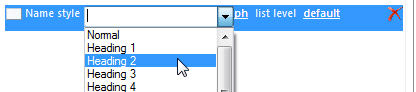 Name style ph list level default
Normal
Heading 1
Heading 2
Heading 3
Heading 4